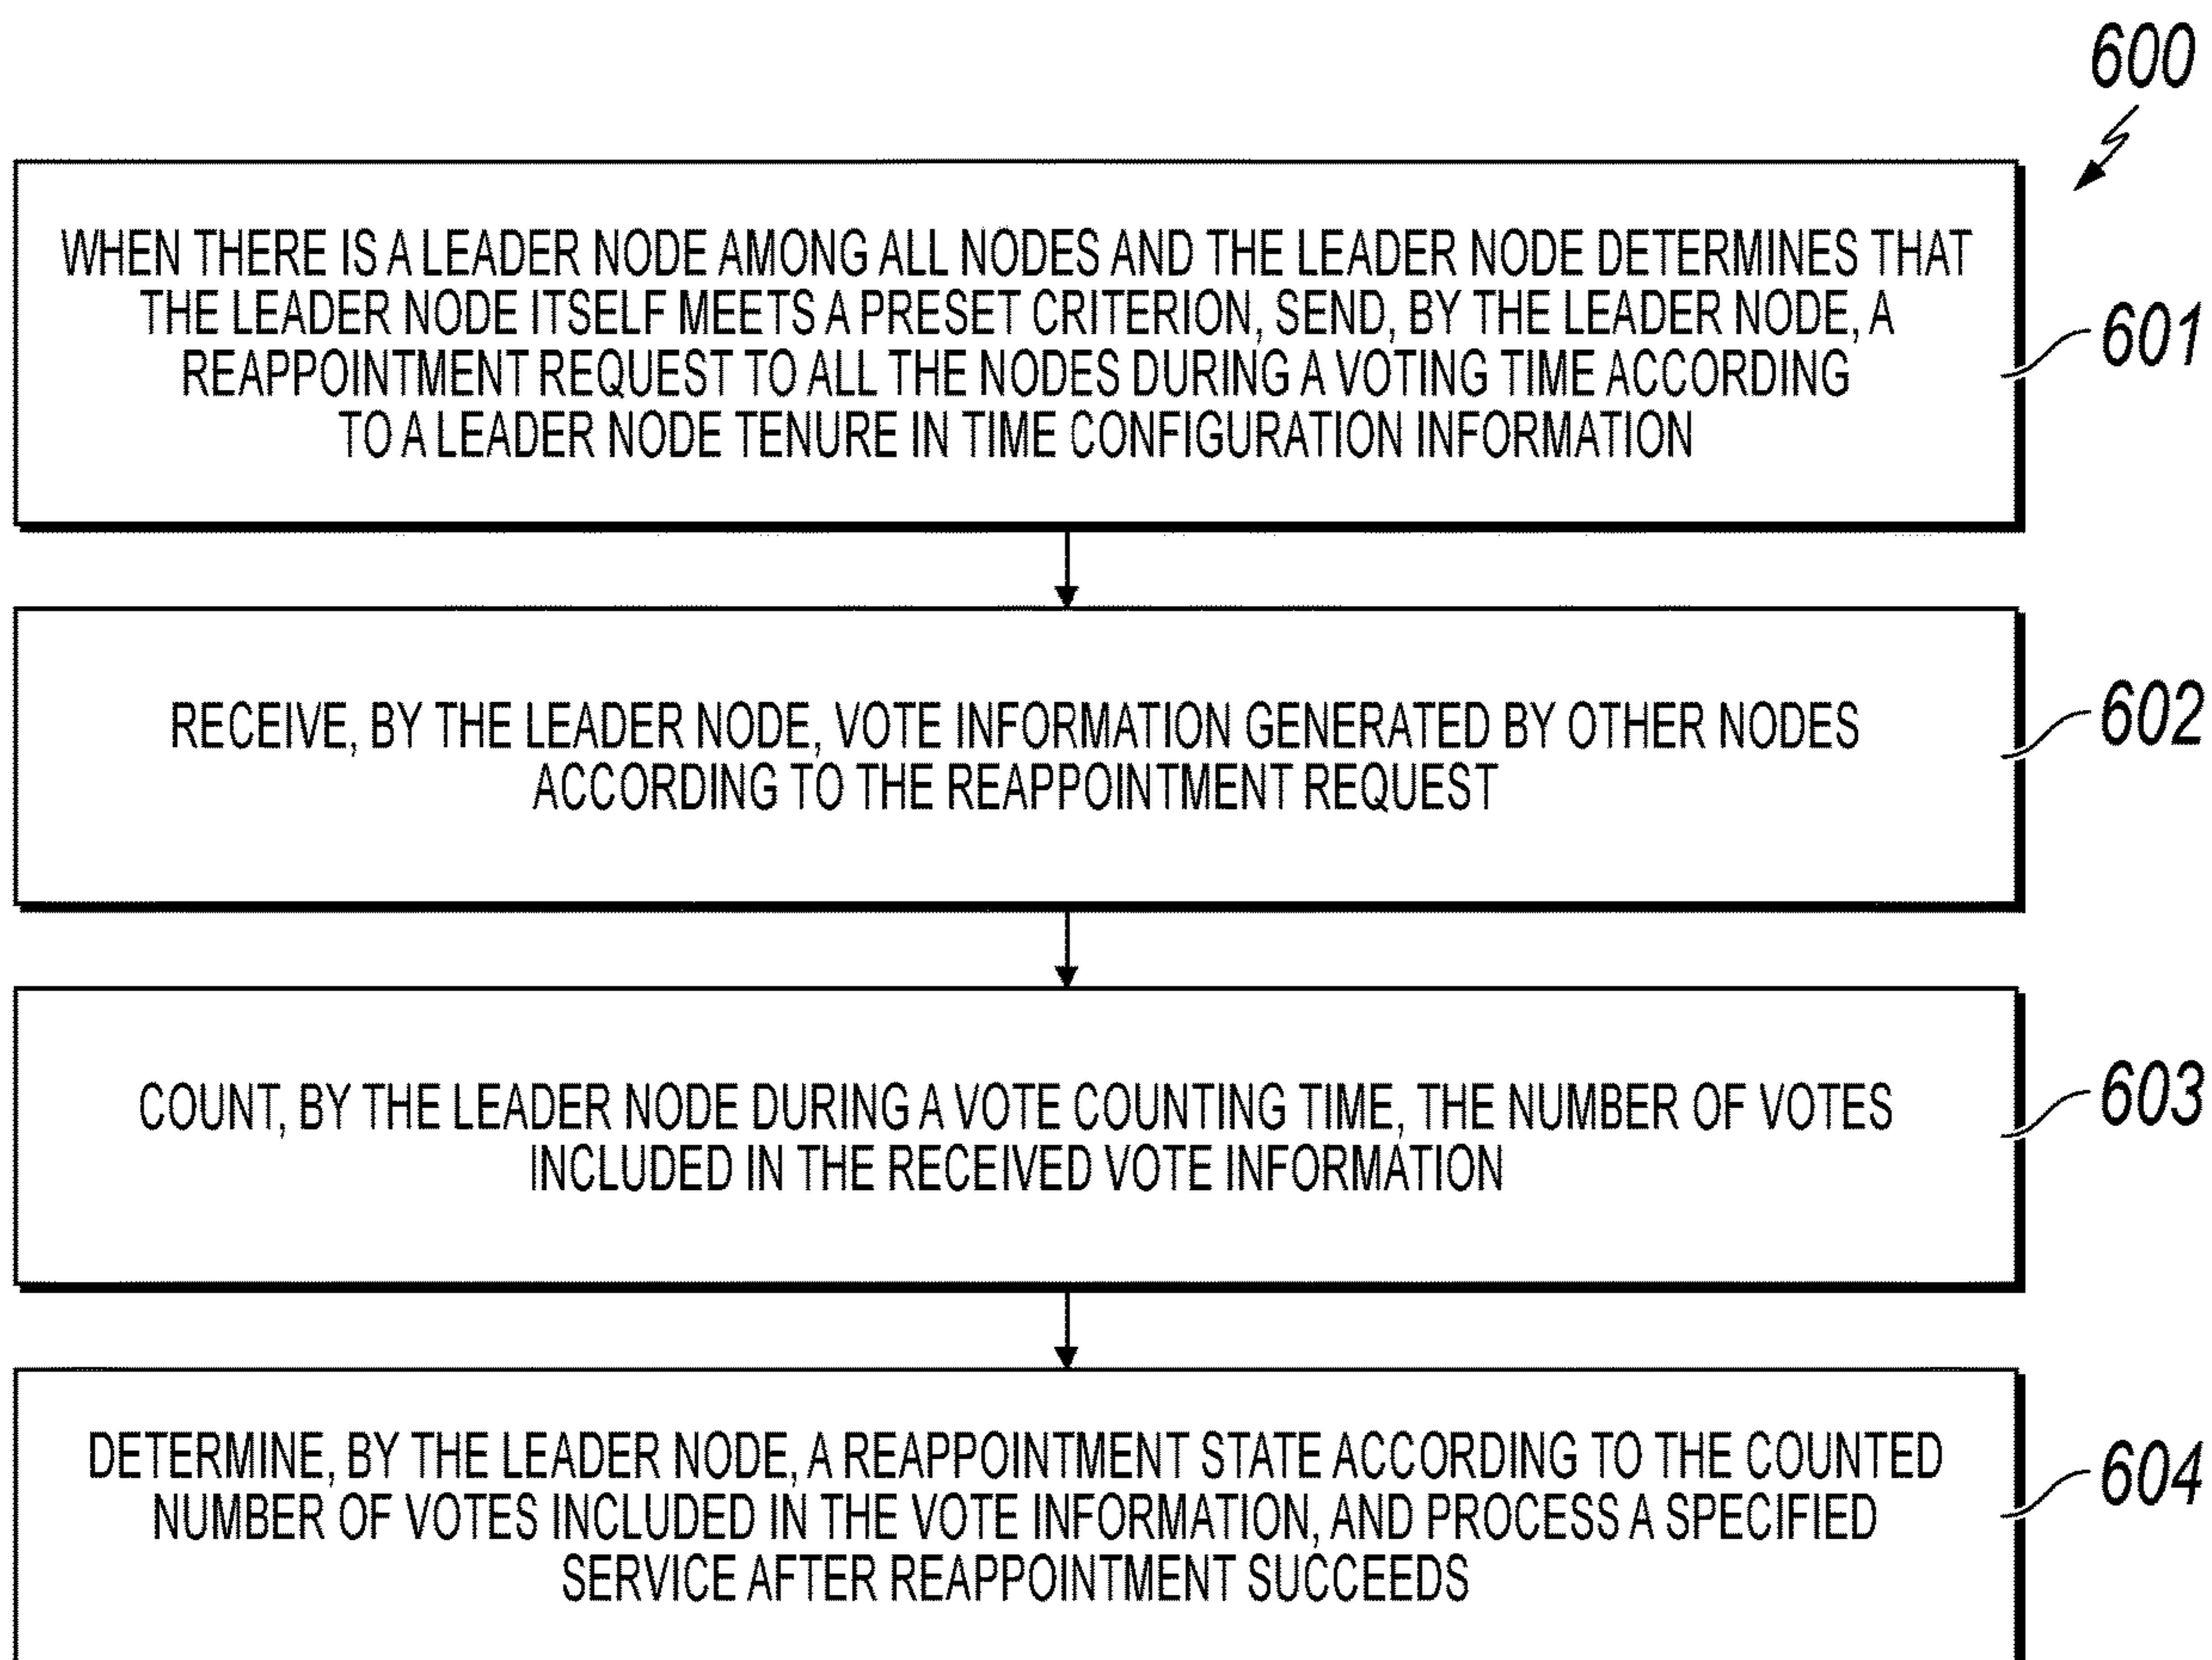 600
WHEN THERE IS A LEADER NODE AMONG ALL NODES AND THE LEADER NODE DETERMINES THAT
THE LEADER NODE ITSELF MEETS A PRESET CRITERION, SEND, BY THE LEADER NODE, A
REAPPOINTMENT REQUEST TO ALL THE NODES DURING A VOTING TIME ACCORDING
TO A LEADER NODE TENURE IN TIME CONFIGURATION INFORMATION
601
RECEIVE, BY THE LEADER NODE, VOTE INFORMATION GENERATED BY OTHER NODES
ACCORDING TO THE REAPPOINTMENT REQUEST
602
COUNT, BY THE LEADER NODE DURING A VOTE COUNTING TIME, THE NUMBER OF VOTES
INCLUDED IN THE RECEIVED VOTE INFORMATION
603
DETERMINE, BY THE LEADER NODE, A REAPPOINTMENT STATE ACCORDING TO THE COUNTED
NUMBER OF VOTES INCLUDED IN THE VOTE INFORMATION, AND PROCESS A SPECIFIED
SERVICE AFTER REAPPOINTMENT SUCCEEDS
604